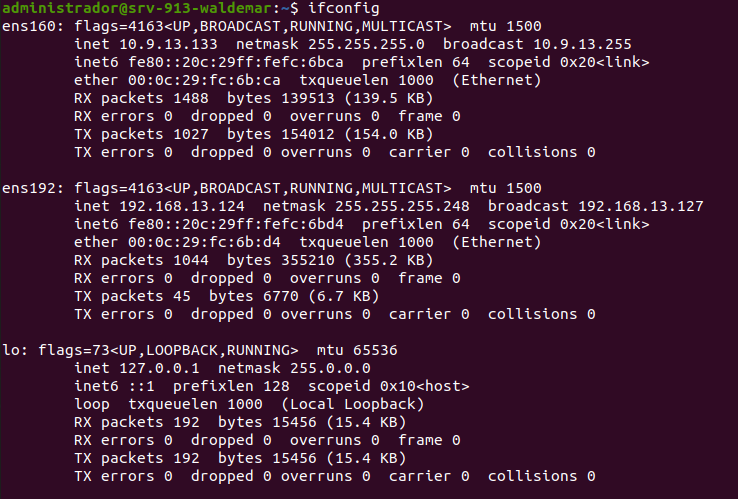 administrador@srv-913-waldemar:~$ ifconfig
ens160: flags=4163<UP,BROADCAST,RUNNING,MULTICAST>  mtu 1500
        inet 10.9.13.133  netmask 255.255.255.0  broadcast 10.9.13.255
        inet6 fe80::20c:29ff:fefc:6bca  prefixlen 64  scopeid 0x20<link>
        ether 00:0c:29:fc:6b:ca  txqueuelen 1000  (Ethernet)
        RX packets 1488  bytes 139513 (139.5 KB)
        RX errors 0  dropped 0  overruns 0  frame 0
        TX packets 1027  bytes 154012 (154.0 KB)
        TX errors 0  dropped 0 overruns 0  carrier 0  collisions 0

ens192: flags=4163<UP,BROADCAST,RUNNING,MULTICAST>  mtu 1500
        inet 192.168.13.124  netmask 255.255.255.248  broadcast 192.168.13.127
        inet6 fe80::20c:29ff:fefc:6bd4  prefixlen 64  scopeid 0x20<link>
        ether 00:0c:29:fc:6b:d4  txqueuelen 1000  (Ethernet)
        RX packets 1044  bytes 355210 (355.2 KB)
        RX errors 0  dropped 0  overruns 0  frame 0
        TX packets 45  bytes 6770 (6.7 KB)
        TX errors 0  dropped 0 overruns 0  carrier 0  collisions 0

lo: flags=73<UP,LOOPBACK,RUNNING>  mtu 65536
        inet 127.0.0.1  netmask 255.0.0.0
        inet6 ::1  prefixlen 128  scopeid 0x10<host>
        loop  txqueuelen 1000  (Local Loopback)
        RX packets 192  bytes 15456 (15.4 KB)
        RX errors 0  dropped 0  overruns 0  frame 0
        TX packets 192  bytes 15456 (15.4 KB)
        TX errors 0  dropped 0 overruns 0  carrier 0  collisions 0